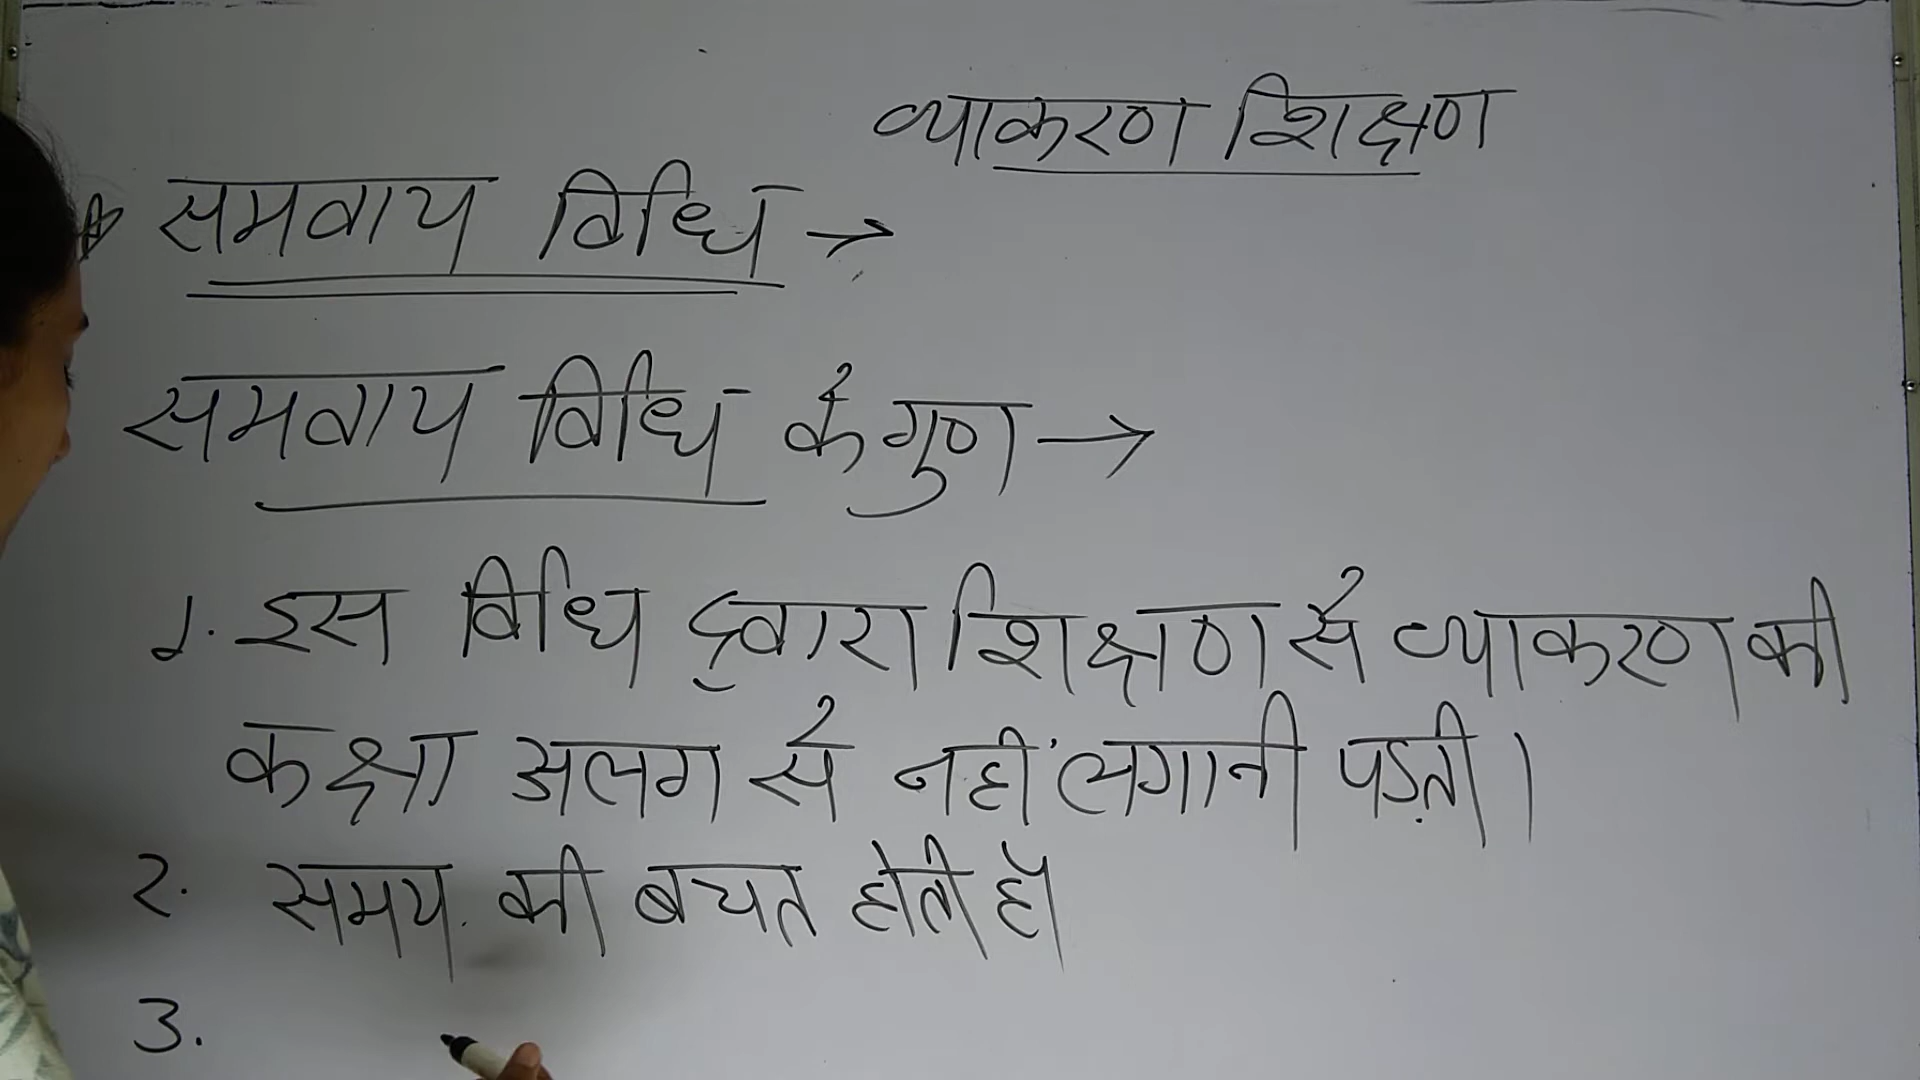 व्याकरण शिक्षण
समवाय विधि →
समवाय विधि के गुण →
1. इस विधि द्वारा शिक्षण से व्याकरण की
कक्षा अलग से नहीं लगानी पड़ती।
2. समय की बचत होती है।
3.